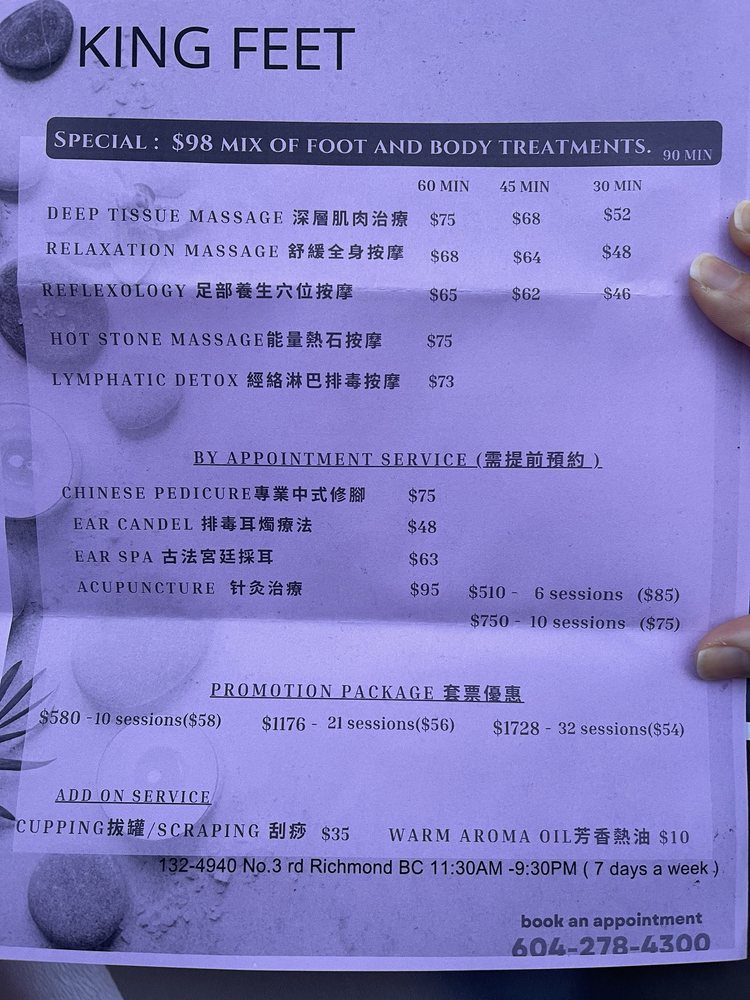 KING FEET
SPECIAL : $98 MIX OF FOOT AND BODY TREATMENTS. 90 MIN
60 MIN 45 MIN 30 MIN
DEEP TISSUE MASSAGE 深層肌肉治療 $75 $68 $52
RELAXATION MASSAGE 舒緩全身按摩 $68 $64 $48
REFLEXOLOGY 足部養生穴位按摩 $65 $62 $46
HOT STONE MASSAGE能量熱石按摩 $75
LYMPHATIC DETOX 經絡淋巴排毒按摩 $73
BY APPOINTMENT SERVICE (需提前預約 )
CHINESE PEDICURE專業中式修腳 $75
EAR CANDEL 排毒耳燭療法 $48
EAR SPA 古法宮廷採耳 $63
ACUPUNCTURE 针灸治療 $95 $510 - 6 sessions ($85)
$750 - 10 sessions ($75)
PROMOTION PACKAGE 套票優惠
$580 -10 sessions($58) $1176 - 21 sessions($56) $1728 - 32 sessions($54)
ADD ON SERVICE
CUPPING拔罐/SCRAPING 刮痧 $35 WARM AROMA OIL芳香熱油 $10
132-4940 No.3 rd Richmond BC 11:30AM -9:30PM ( 7 days a week )
book an appointment
604-278-4300